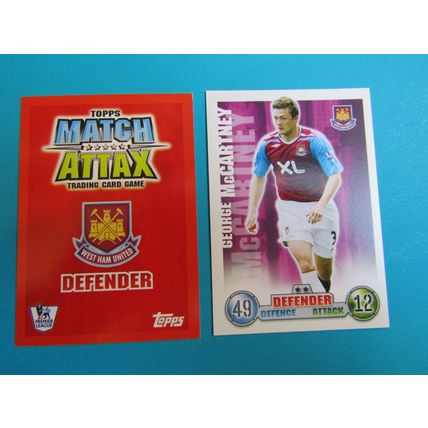 TOPPS
MATCH
ATTAX
TRADING CARD GAME
WEST HAM UNITED
DEFENDER
PREMIER
LEAGUE
Topps
GEORGE McCARTNEY
McCARTNEY
XL
3
DEFENDER
49 DEFENCE ATTACK 12